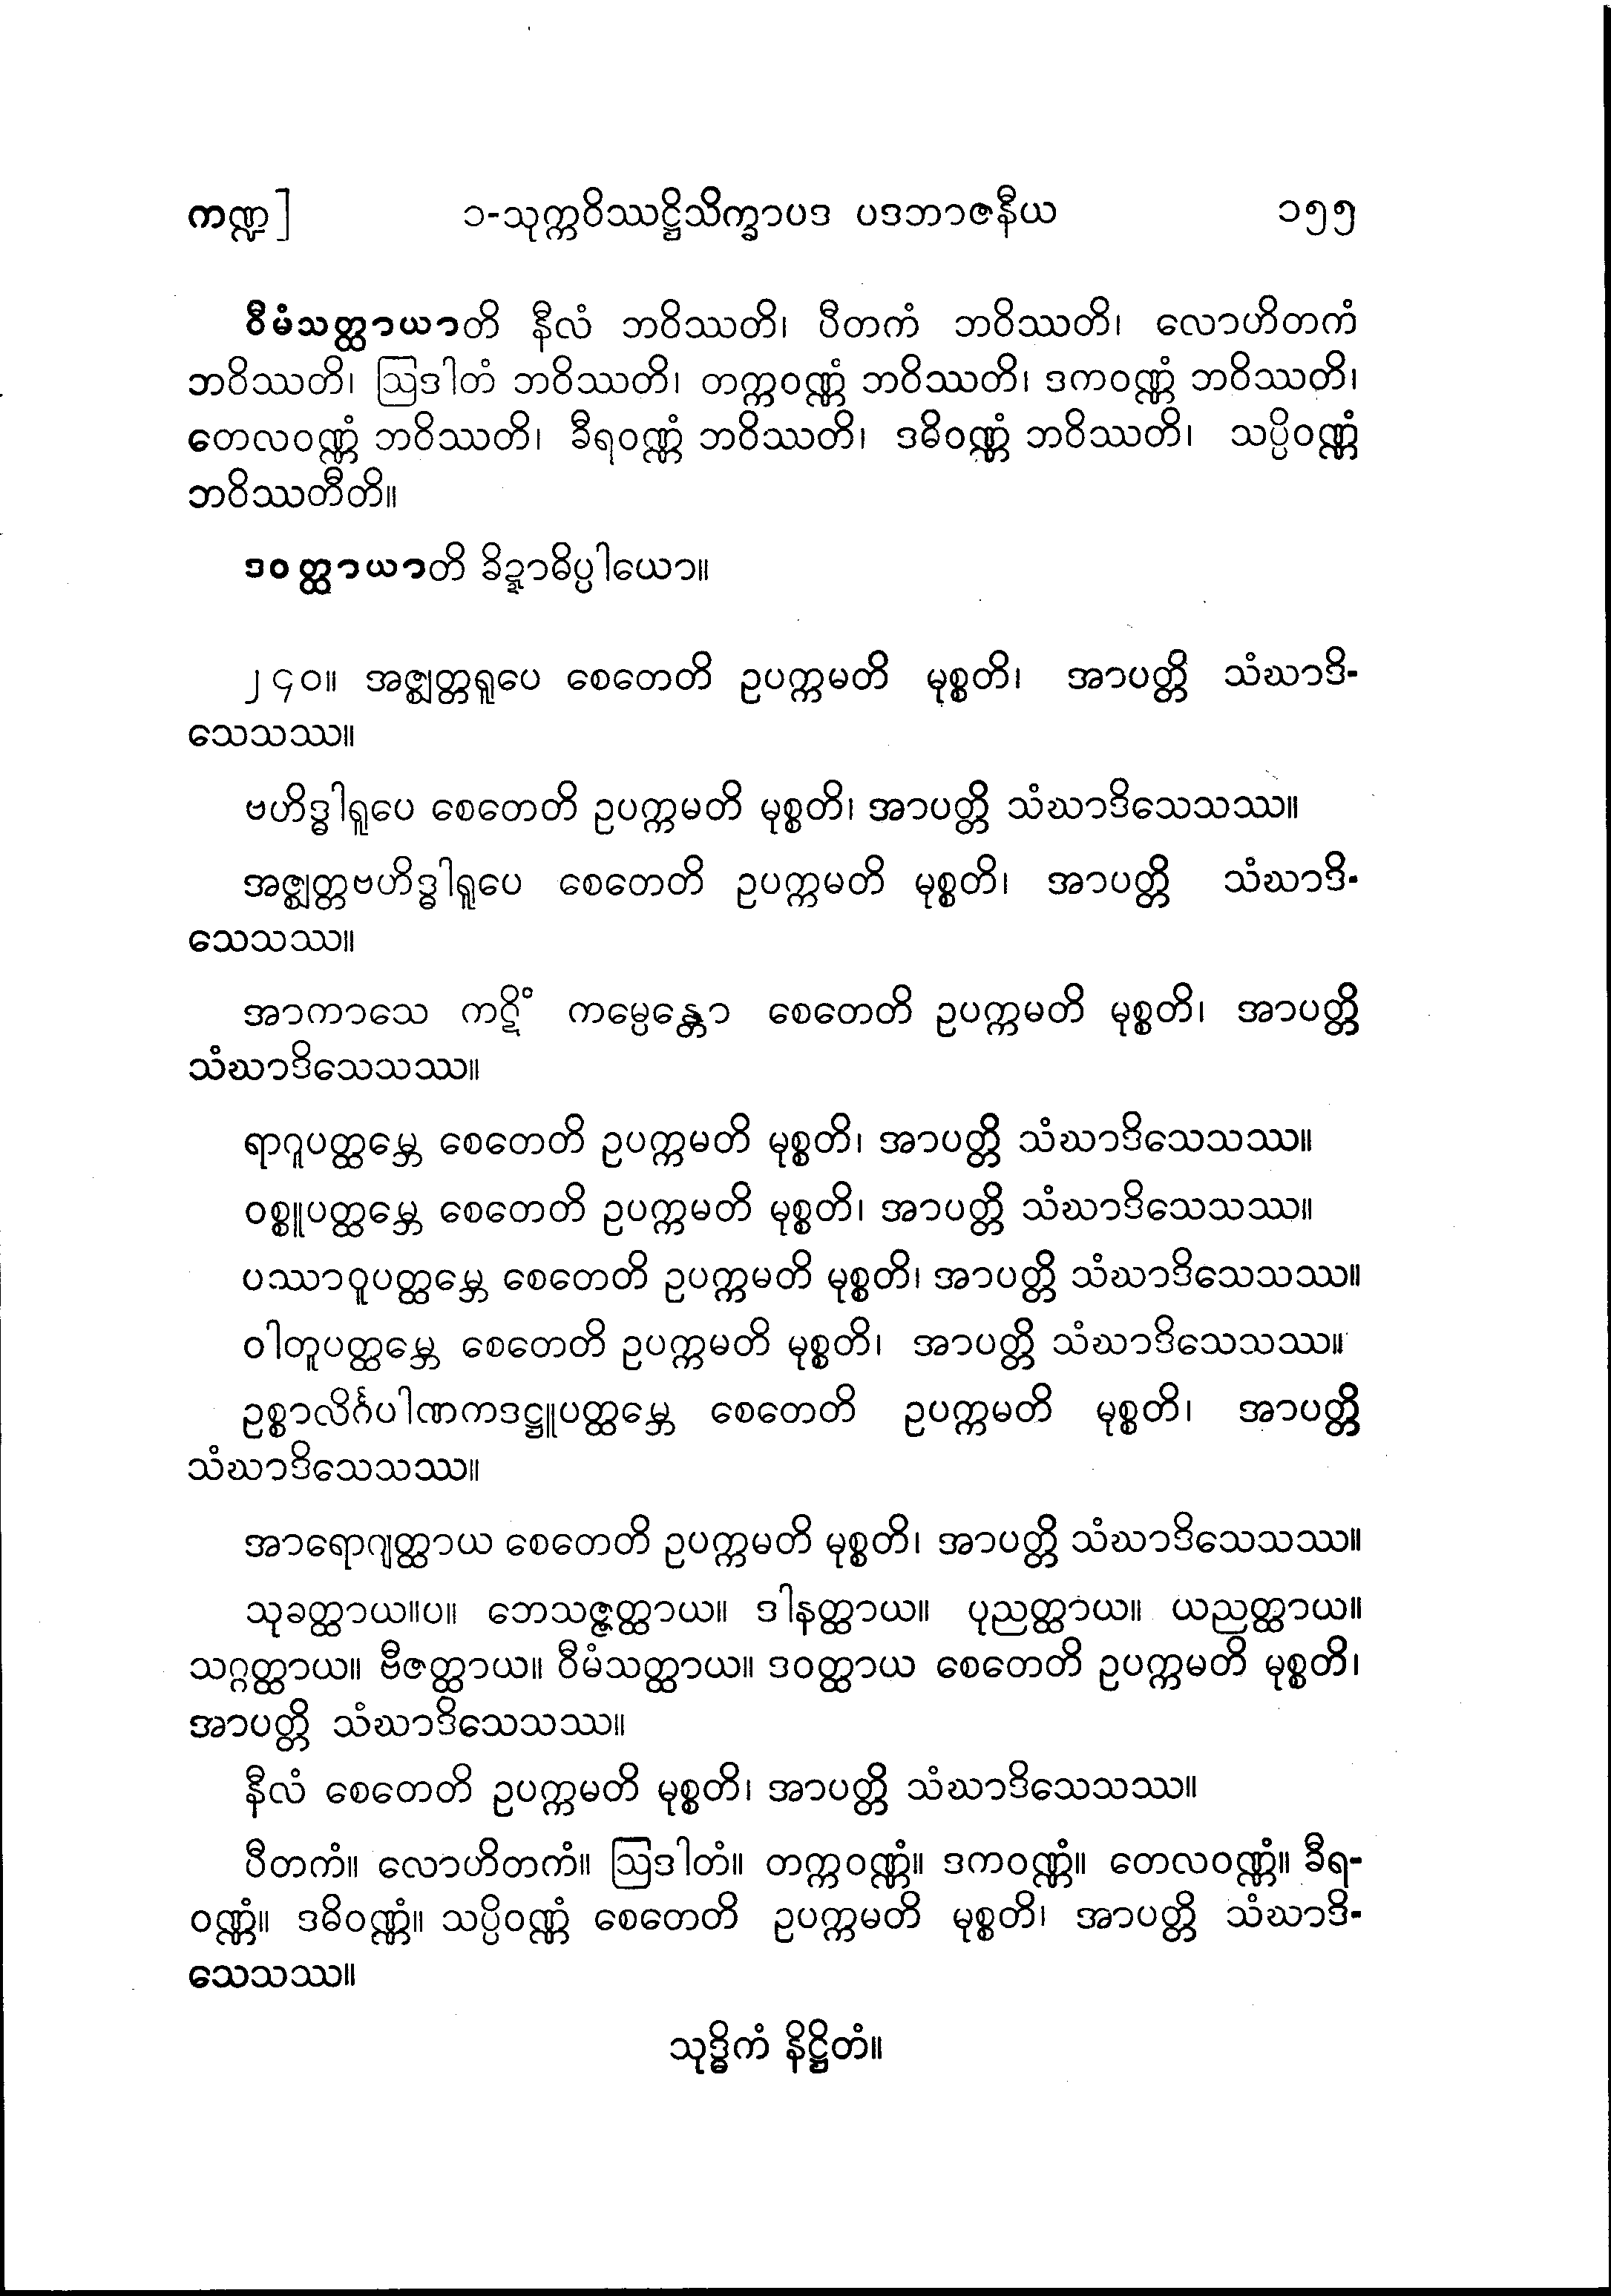 ကဏ္ဍ] ၁-သုက္ကဝိဿဋ္ဌိသိက္ခာပဒ ပဒဘာဇနီယ ၁၅၅
ဝီမံသတ္ထာယာတိ နီလံ ဘဝိဿတိ၊ ပီတကံ ဘဝိဿတိ၊ လောဟိတကံ
ဘဝိဿတိ၊ ဩဒါတံ ဘဝိဿတိ၊ တက္ကဝဏ္ဏံ ဘဝိဿတိ၊ ဒကဝဏ္ဏံ ဘဝိဿတိ၊
တေလဝဏ္ဏံ ဘဝိဿတိ၊ ခီရဝဏ္ဏံ ဘဝိဿတိ၊ ဒဓိဝဏ္ဏံ ဘဝိဿတိ၊ သပ္ပိဝဏ္ဏံ
ဘဝိဿတီတိ။
ဒဝတ္ထာယာတိ ခိဍ္ဍာဓိပ္ပါယော။
၂၄၀။ အဇ္ဈတ္တရူပေ စေတေတိ ဥပက္ကမတိ မုစ္စတိ၊ အာပတ္တိ သံဃာဒိ-
သေသဿ။
ဗဟိဒ္ဓါရူပေ စေတေတိ ဥပက္ကမတိ မုစ္စတိ၊ အာပတ္တိ သံဃာဒိသေသဿ။
အဇ္ဈတ္တဗဟိဒ္ဓါရူပေ စေတေတိ ဥပက္ကမတိ မုစ္စတိ၊ အာပတ္တိ သံဃာဒိ-
သေသဿ။
အာကာသေ ကဋိံ ကမ္ပေန္တော စေတေတိ ဥပက္ကမတိ မုစ္စတိ၊ အာပတ္တိ
သံဃာဒိသေသဿ။
ရာဂူပတ္ထမ္ဘေ စေတေတိ ဥပက္ကမတိ မုစ္စတိ၊ အာပတ္တိ သံဃာဒိသေသဿ။
ဝစ္စူပတ္ထမ္ဘေ စေတေတိ ဥပက္ကမတိ မုစ္စတိ၊ အာပတ္တိ သံဃာဒိသေသဿ။
ပဿာဝူပတ္ထမ္ဘေ စေတေတိ ဥပက္ကမတိ မုစ္စတိ၊ အာပတ္တိ သံဃာဒိသေသဿ။
ဝါတူပတ္ထမ္ဘေ စေတေတိ ဥပက္ကမတိ မုစ္စတိ၊ အာပတ္တိ သံဃာဒိသေသဿ။
ဥစ္စာလိင်္ဂပါဏကဒဋ္ဌူပတ္ထမ္ဘေ စေတေတိ ဥပက္ကမတိ မုစ္စတိ၊ အာပတ္တိ
သံဃာဒိသေသဿ။
အာရောဂျတ္ထာယ စေတေတိ ဥပက္ကမတိ မုစ္စတိ၊ အာပတ္တိ သံဃာဒိသေသဿ။
သုခတ္ထာယ။ပ။ ဘေသဇ္ဇတ္ထာယ။ ဒါနတ္ထာယ။ ပုညတ္ထာယ။ ယညတ္ထာယ။
သဂ္ဂတ္ထာယ။ ဗီဇတ္ထာယ။ ဝီမံသတ္ထာယ။ ဒဝတ္ထာယ စေတေတိ ဥပက္ကမတိ မုစ္စတိ၊
အာပတ္တိ သံဃာဒိသေသဿ။
နီလံ စေတေတိ ဥပက္ကမတိ မုစ္စတိ၊ အာပတ္တိ သံဃာဒိသေသဿ။
ပီတကံ။ လောဟိတကံ။ ဩဒါတံ။ တက္ကဝဏ္ဏံ။ ဒကဝဏ္ဏံ။ တေလဝဏ္ဏံ။ ခီရ-
ဝဏ္ဏံ။ ဒဓိဝဏ္ဏံ။ သပ္ပိဝဏ္ဏံ စေတေတိ ဥပက္ကမတိ မုစ္စတိ၊ အာပတ္တိ သံဃာဒိ-
သေသဿ။
သုဒ္ဓိကံ နိဋ္ဌိတံ။